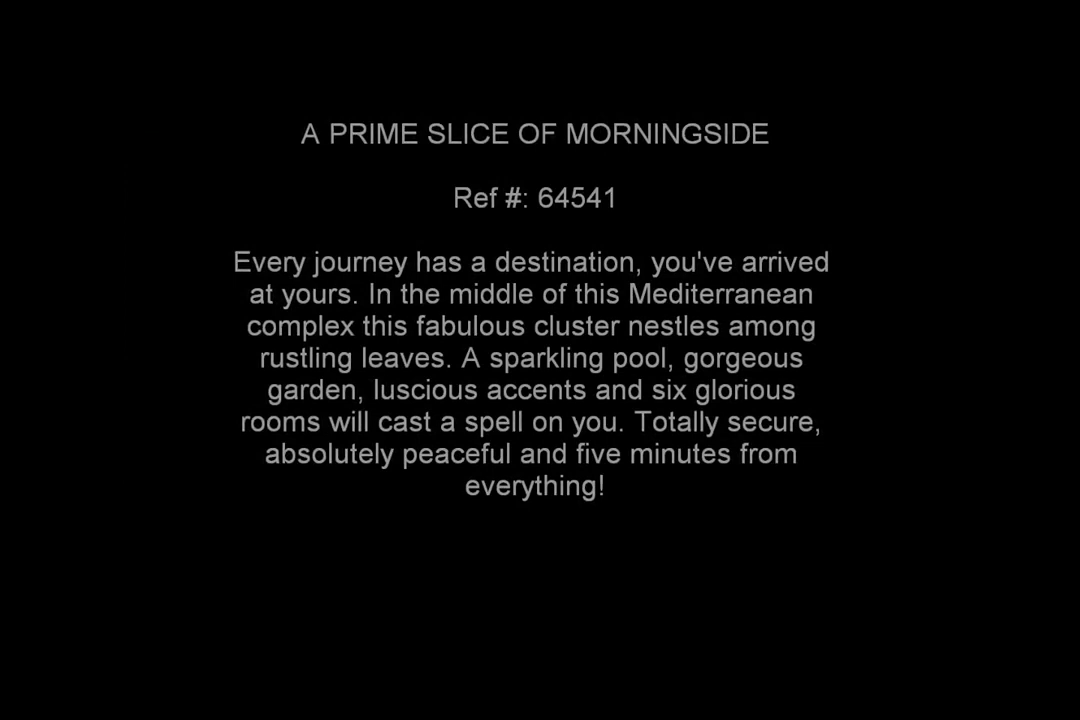 A PRIME SLICE OF MORNINGSIDE
Ref #: 64541
Every journey has a destination, you've arrived
at yours. In the middle of this Mediterranean
complex this fabulous cluster nestles among
rustling leaves. A sparkling pool, gorgeous
garden, luscious accents and six glorious
rooms will cast a spell on you. Totally secure,
absolutely peaceful and five minutes from
everything!